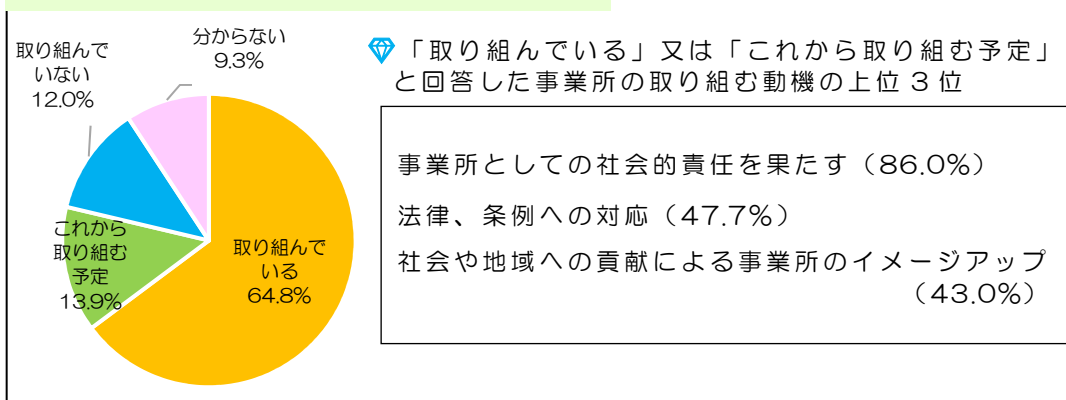 取り組んで
いない
12.0%
分からない
9.3%
これから
取り組む
予定
13.9%
取り組んで
いる
64.8%
「取り組んでいる」又は「これから取り組む予定」
と回答した事業所の取り組む動機の上位3位
事業所としての社会的責任を果たす（86.0%）
法律、条例への対応（47.7%）
社会や地域への貢献による事業所のイメージアップ
（43.0%）